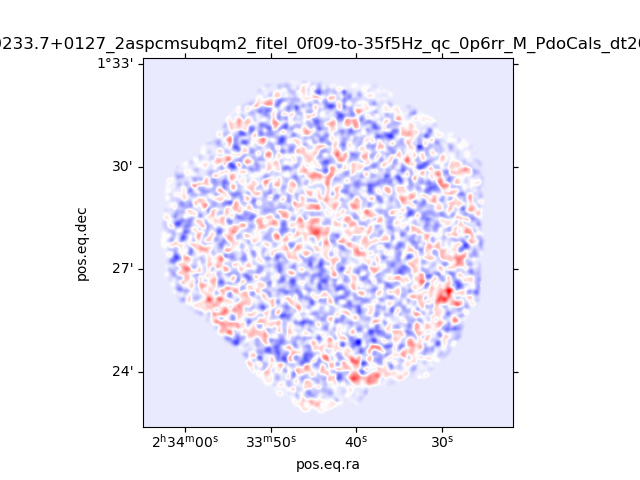 0233.7+0127_2aspcmsubqm2_fitel_0f09-to-35f5Hz_qc_0p6rr_M_PdoCals_dt20
1°33'
30'
27'
24'
pos.eq.dec
2ʰ34ᵐ00ˢ 33ᵐ50ˢ 40ˢ 30ˢ
pos.eq.ra